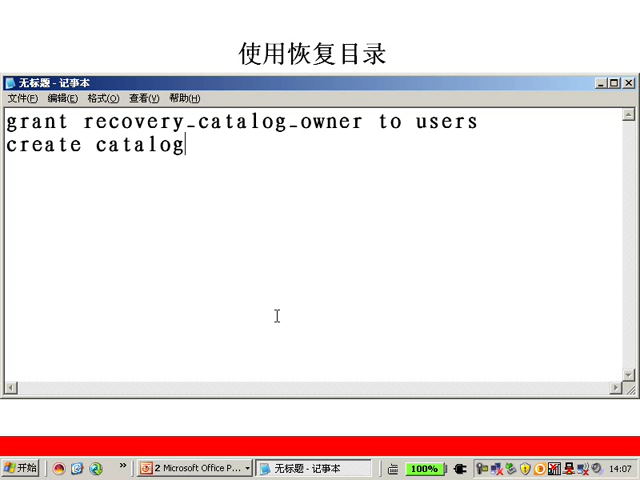 使用恢复目录
无标题 - 记事本
文件(F) 编辑(E) 格式(O) 查看(V) 帮助(H)
grant recovery_catalog_owner to users
create catalog
开始 » 2 Microsoft Office P... 无标题 - 记事本 100% 14:07